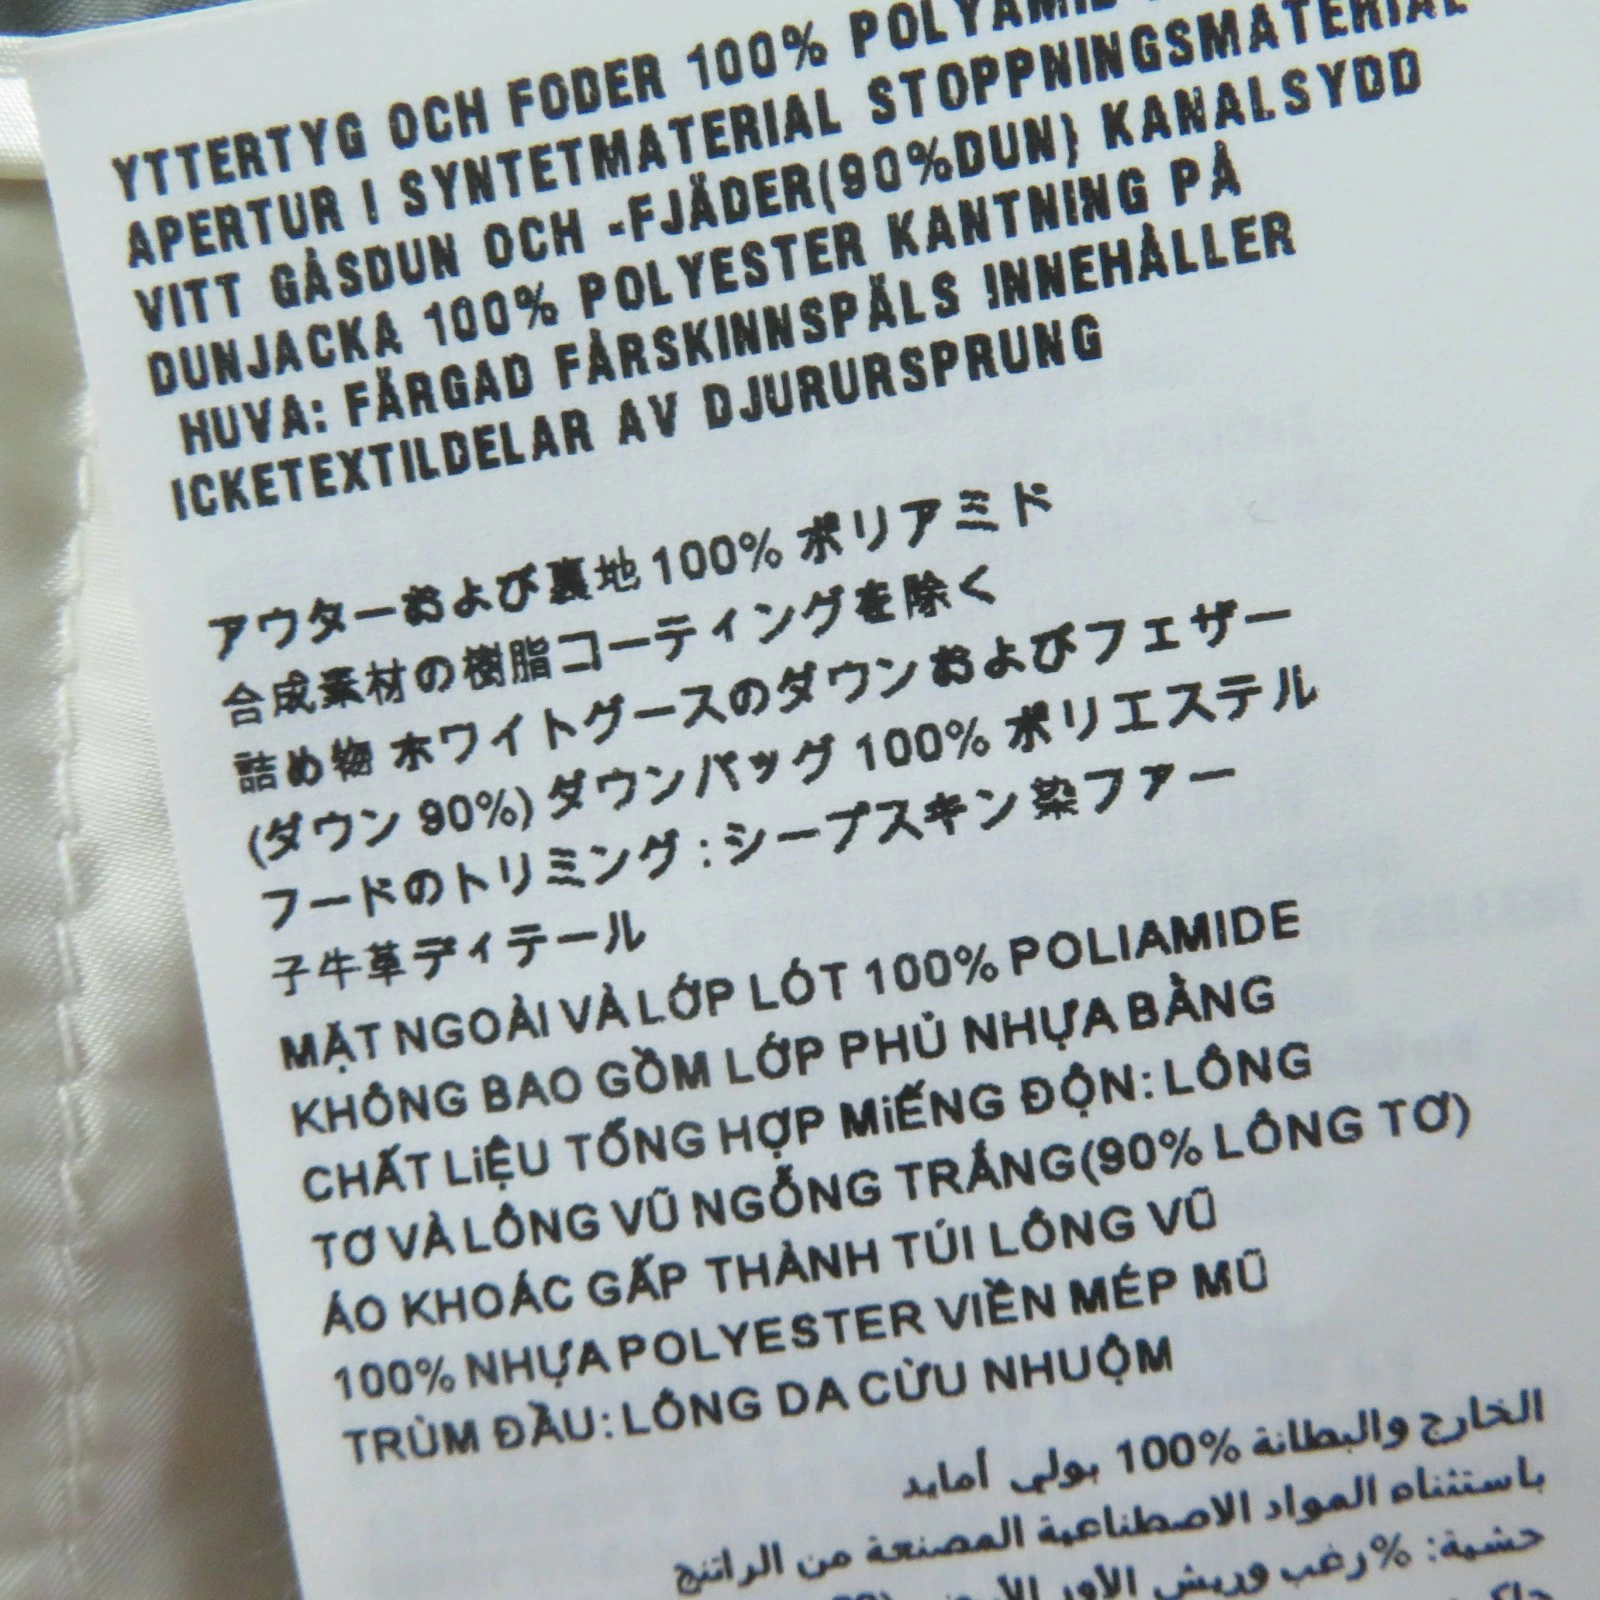 YTTERTYG OCH FODER 100% POLYAMID
APERTUR I SYNTETMATERIAL STOPPNINGSMATERIAL
VITT GÅSDUN OCH -FJÄDER(90%DUN) KANALSYDD
DUNJACKA 100% POLYESTER KANTNING PÅ
HUVA: FÄRGAD FÅRSKINNSPÄLS INNEHÅLLER
ICKETEXTILDELAR AV DJURURSPRUNG
アウターおよび裏地 100% ポリアミド
合成素材の樹脂コーティングを除く
詰め物 ホワイトグースのダウンおよびフェザー
(ダウン 90%) ダウンバッグ 100% ポリエステル
フードのトリミング : シープスキン 染ファー
子牛革ディテール
MẶT NGOÀI VÀ LỚP LÓT 100% POLIAMIDE
KHÔNG BAO GỒM LỚP PHỦ NHỰA BẰNG
CHẤT LiỆU TỔNG HỢP MiẾNG ĐỘN: LÔNG
TƠ VÀ LÔNG VŨ NGỖNG TRẮNG(90% LÔNG TƠ)
ÁO KHOÁC GẤP THÀNH TÚI LÔNG VŨ
100% NHỰA POLYESTER VIỀN MÉP MŨ
TRÙM ĐẦU: LÔNG DA CỪU NHUỘM
الخارج والبطانة %100 بولي أمايد
باستثناء المواد الاصطناعية المصنعة من الراتنج
حشية: %رغب وريش الأوز